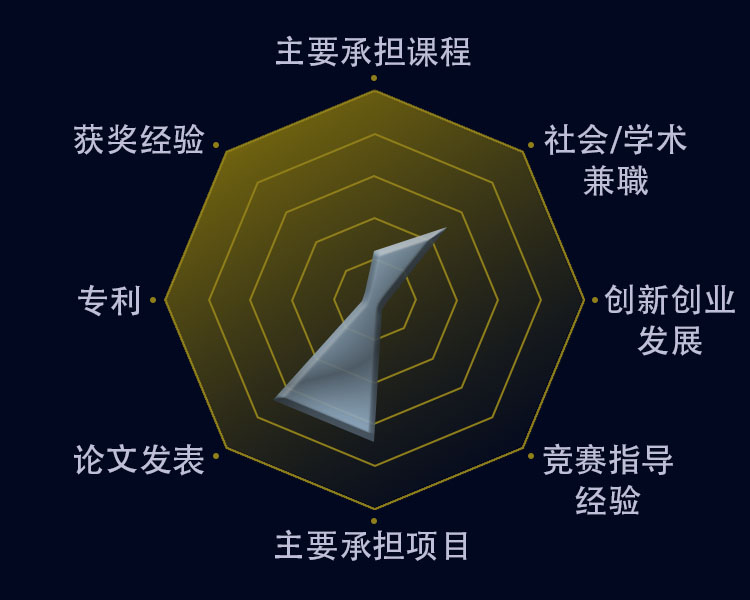 主要承担课程
获奖经验
社会/学术
兼職
专利
创新创业
发展
论文发表
竞赛指导
经验
主要承担项目